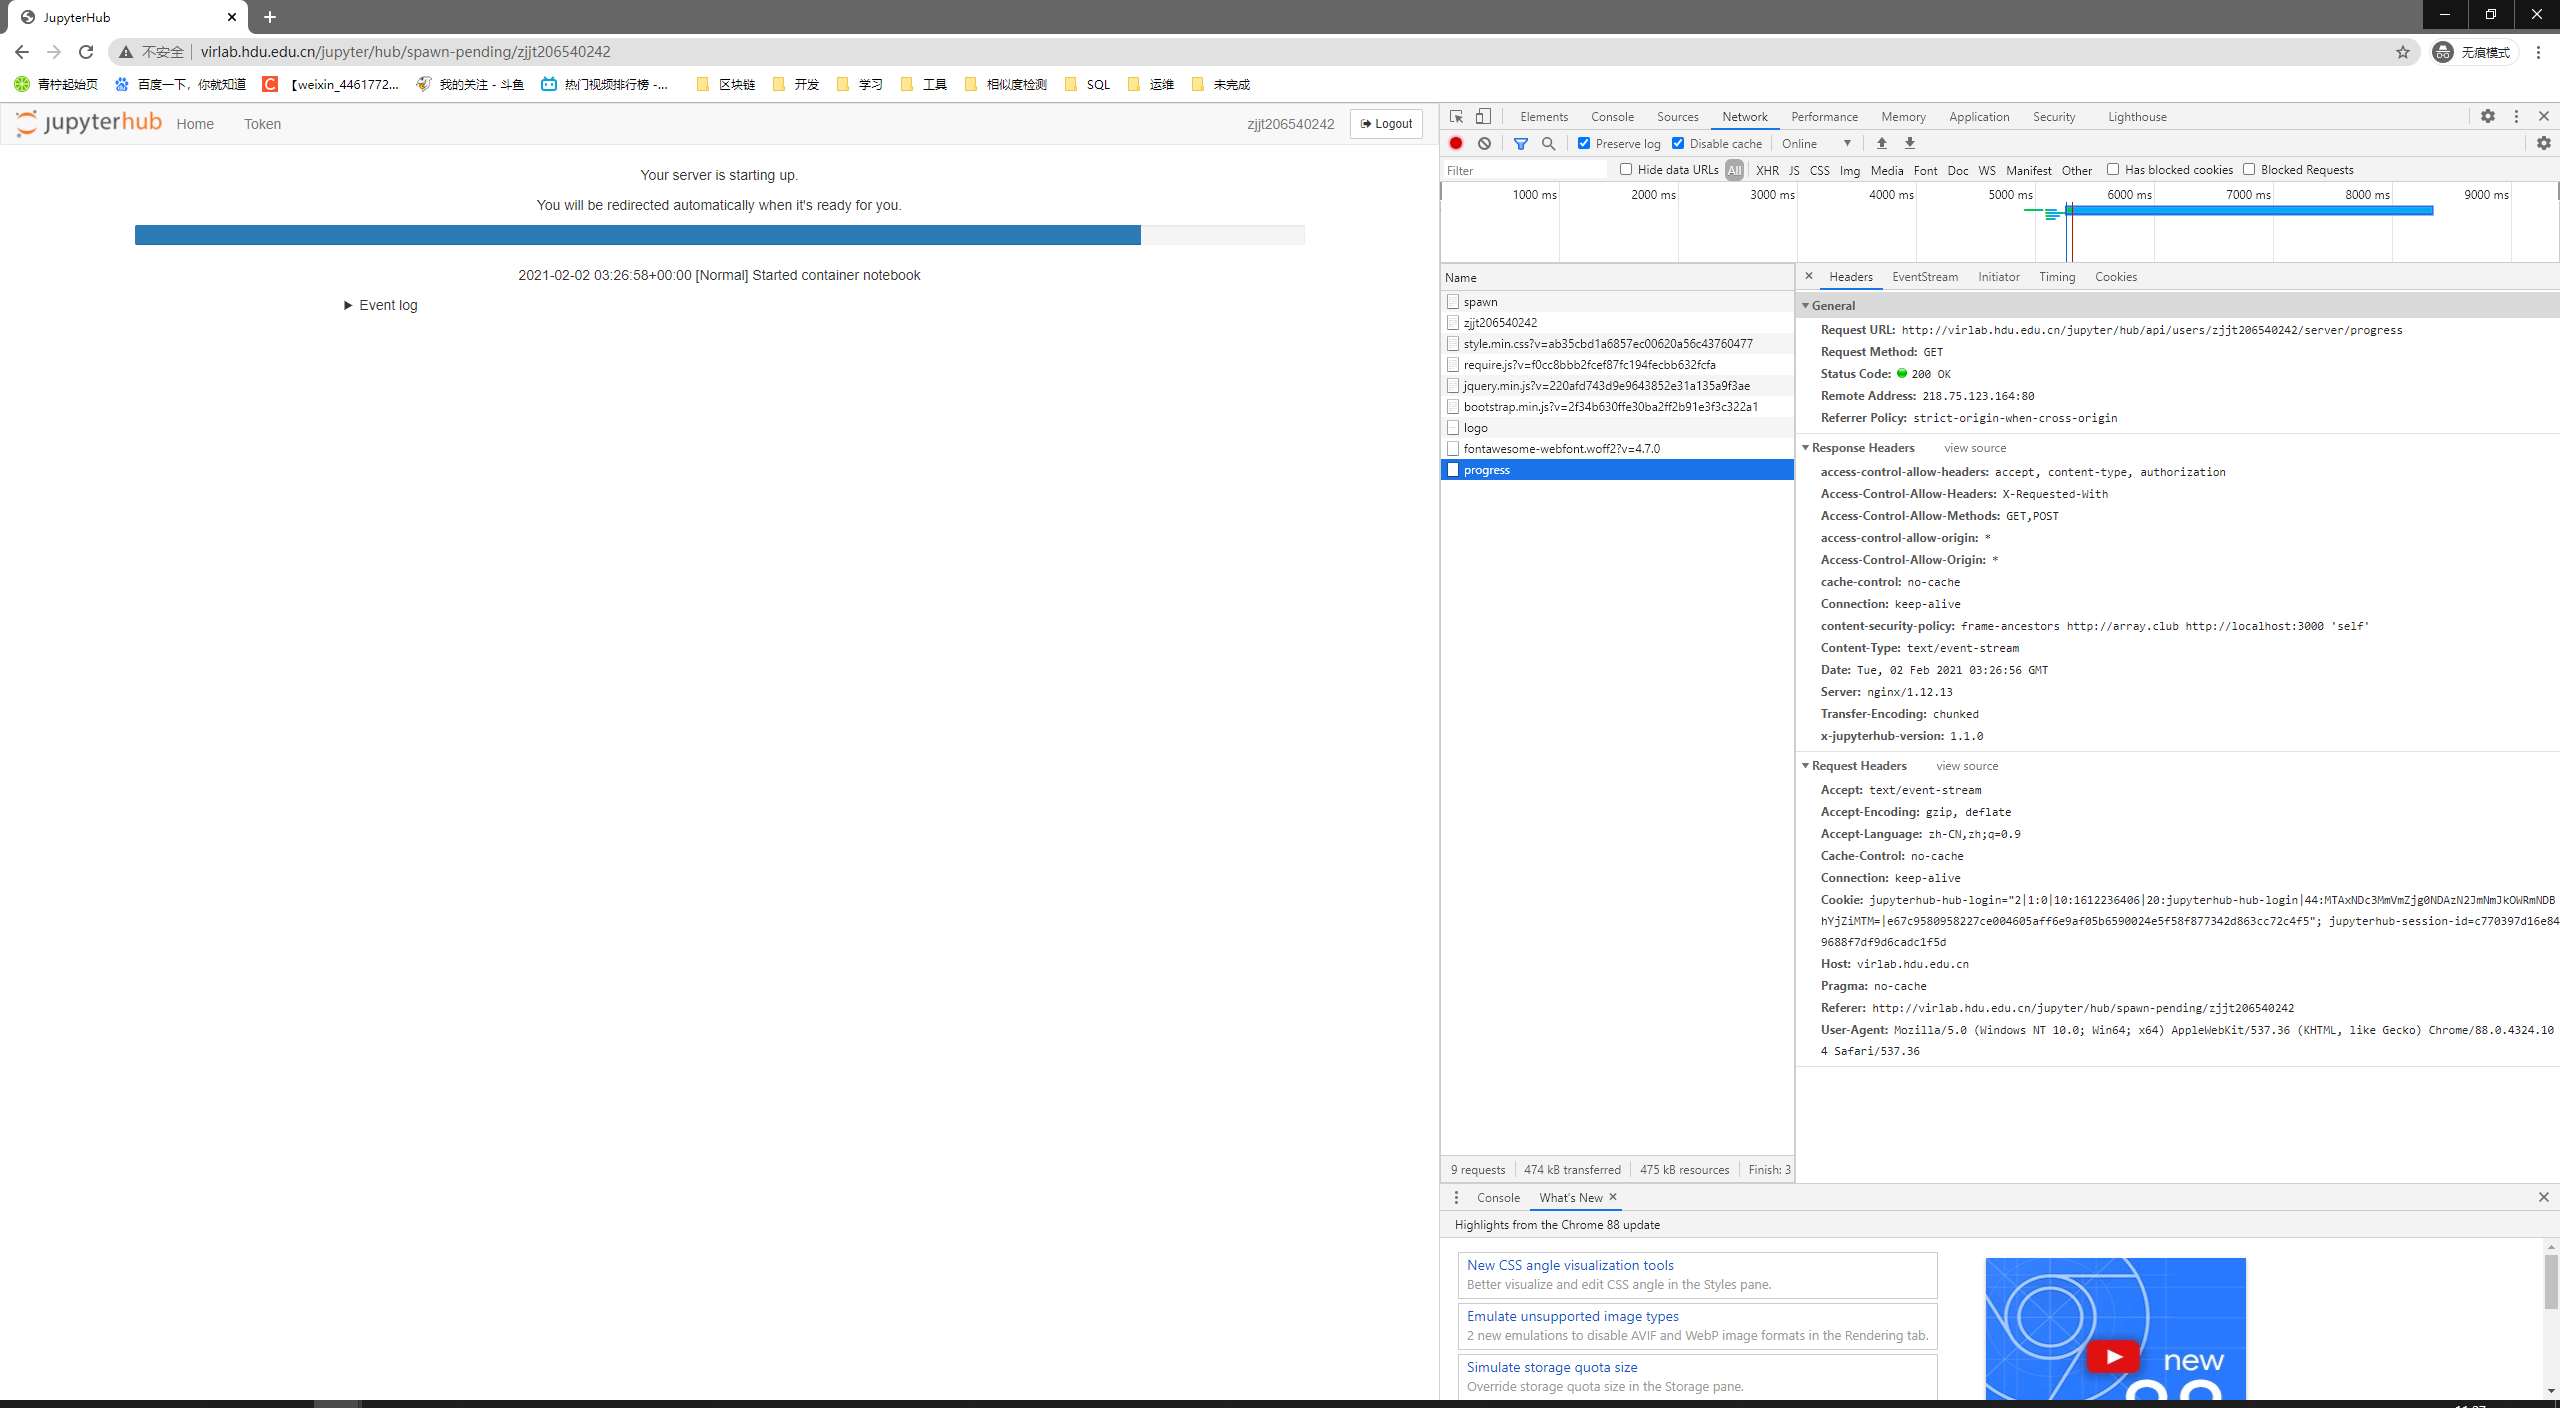 JupyterHub
不安全 virlab.hdu.edu.cn/jupyter/hub/spawn-pending/zjjt206540242 无痕模式
青柠起始页 百度一下，你就知道 【weixin_4461772... 我的关注 - 斗鱼 热门视频排行榜 -... 区块链 开发 学习 工具 相似度检测 SQL 运维 未完成
jupyterhub Home Token zjjt206540242 Logout
Your server is starting up.
You will be redirected automatically when it's ready for you.
2021-02-02 03:26:58+00:00 [Normal] Started container notebook
Event log
Elements Console Sources Network Performance Memory Application Security Lighthouse
Preserve log Disable cache Online
Filter Hide data URLs All XHR JS CSS Img Media Font Doc WS Manifest Other Has blocked cookies Blocked Requests
1000 ms 2000 ms 3000 ms 4000 ms 5000 ms 6000 ms 7000 ms 8000 ms 9000 ms
Name
spawn
zjjt206540242
style.min.css?v=ab35cbd1a6857ec00620a56c43760477
require.js?v=f0cc8bbb2fcef87fc194fecbb632fcfa
jquery.min.js?v=220afd743d9e9643852e31a135a9f3ae
bootstrap.min.js?v=2f34b630ffe30ba2ff2b91e3f3c322a1
logo
fontawesome-webfont.woff2?v=4.7.0
progress
9 requests 474 kB transferred 475 kB resources Finish: 3
Headers EventStream Initiator Timing Cookies
General
Request URL: http://virlab.hdu.edu.cn/jupyter/hub/api/users/zjjt206540242/server/progress
Request Method: GET
Status Code: 200 OK
Remote Address: 218.75.123.164:80
Referrer Policy: strict-origin-when-cross-origin
Response Headers view source
access-control-allow-headers: accept, content-type, authorization
Access-Control-Allow-Headers: X-Requested-With
Access-Control-Allow-Methods: GET,POST
access-control-allow-origin: *
Access-Control-Allow-Origin: *
cache-control: no-cache
Connection: keep-alive
content-security-policy: frame-ancestors http://array.club http://localhost:3000 'self'
Content-Type: text/event-stream
Date: Tue, 02 Feb 2021 03:26:56 GMT
Server: nginx/1.12.13
Transfer-Encoding: chunked
x-jupyterhub-version: 1.1.0
Request Headers view source
Accept: text/event-stream
Accept-Encoding: gzip, deflate
Accept-Language: zh-CN,zh;q=0.9
Cache-Control: no-cache
Connection: keep-alive
Cookie: jupyterhub-hub-login="2|1:0|10:1612236406|20:jupyterhub-hub-login|44:MTAxNDc3MmVmZjg0NDAzN2JmNmJkOWRmNDB
hYjZiMTM=|e67c9580958227ce004605aff6e9af05b6590024e5f58f877342d863cc72c4f5"; jupyterhub-session-id=c770397d16e84
9688f7df9d6cadc1f5d
Host: virlab.hdu.edu.cn
Pragma: no-cache
Referer: http://virlab.hdu.edu.cn/jupyter/hub/spawn-pending/zjjt206540242
User-Agent: Mozilla/5.0 (Windows NT 10.0; Win64; x64) AppleWebKit/537.36 (KHTML, like Gecko) Chrome/88.0.4324.10
4 Safari/537.36
Console What's New
Highlights from the Chrome 88 update
New CSS angle visualization tools
Better visualize and edit CSS angle in the Styles pane.
Emulate unsupported image types
2 new emulations to disable AVIF and WebP image formats in the Rendering tab.
Simulate storage quota size
Override storage quota size in the Storage pane.
new